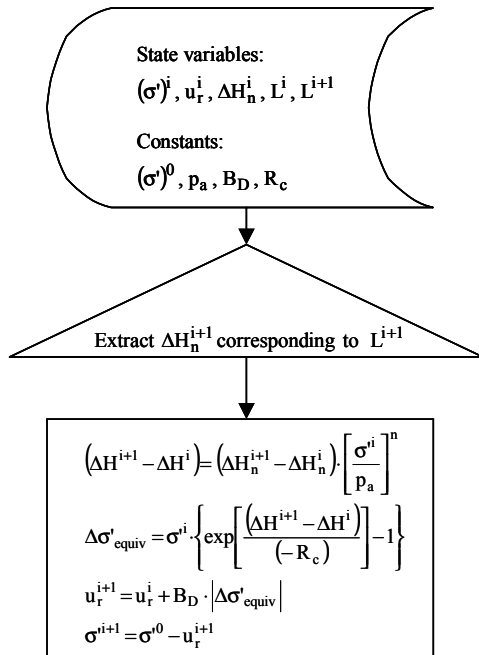 State variables:
(σ')^i , u_r^i , ΔH_n^i , L^i , L^{i+1}
Constants:
(σ')^0 , p_a , B_D , R_c
Extract ΔH_n^{i+1} corresponding to L^{i+1}
(ΔH^{i+1} − ΔH^i) = (ΔH_n^{i+1} − ΔH_n^i) · [σ'^i / p_a]^n
Δσ'_{equiv} = σ'^i · {exp[(ΔH^{i+1} − ΔH^i) / (−R_c)] − 1}
u_r^{i+1} = u_r^i + B_D · |Δσ'_{equiv}|
σ'^{i+1} = σ'^0 − u_r^{i+1}